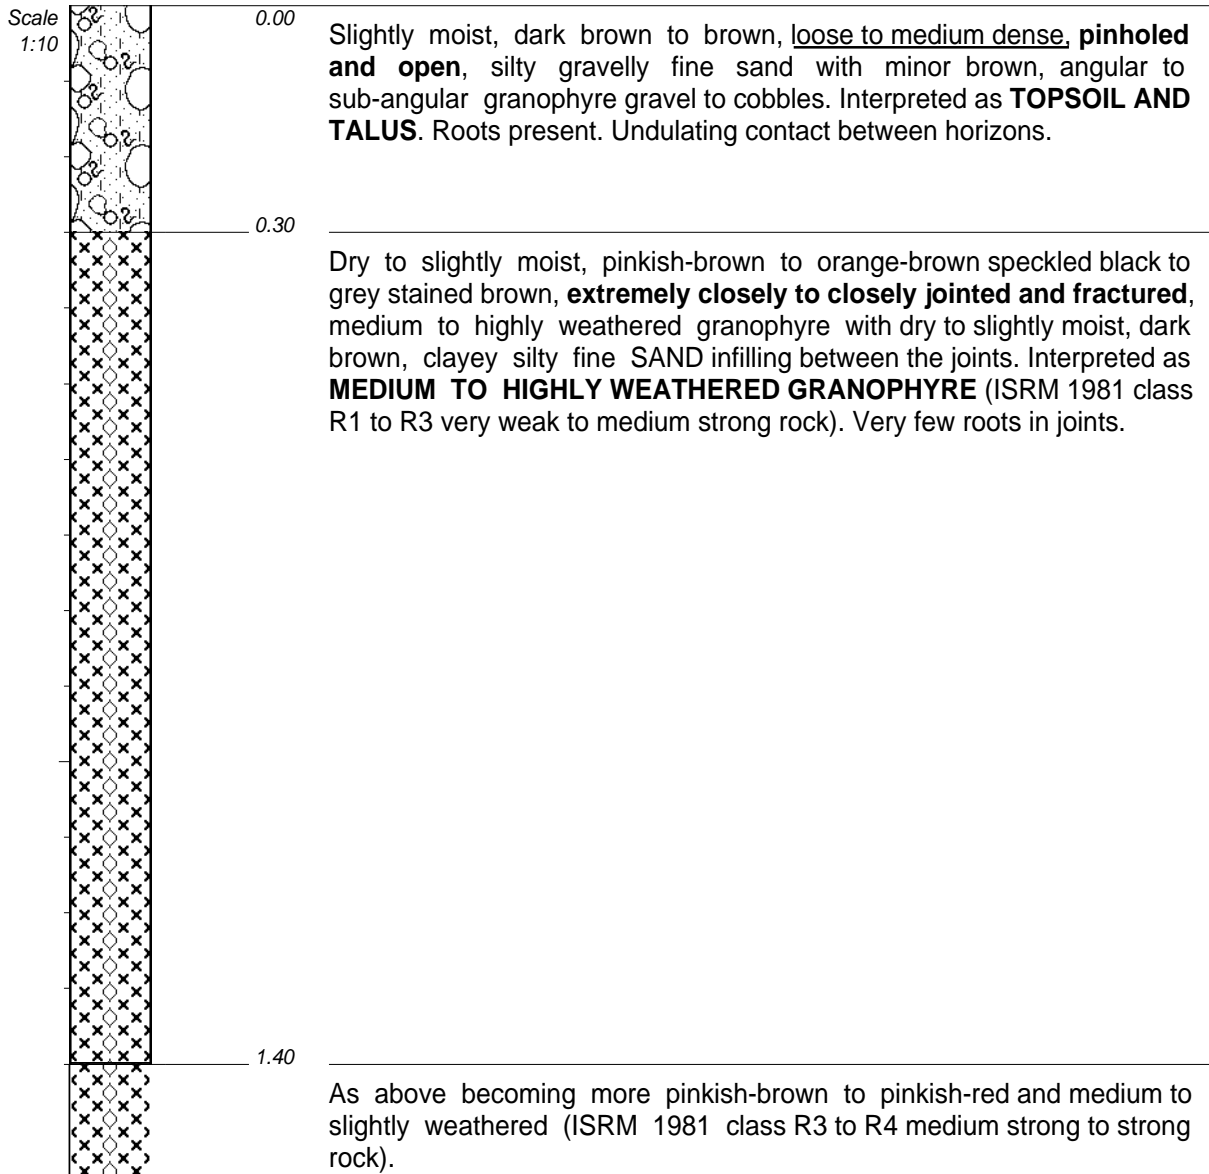 Scale
1:10
0.00
Slightly moist, dark brown to brown, loose to medium dense, pinholed
and open, silty gravelly fine sand with minor brown, angular to
sub-angular granophyre gravel to cobbles. Interpreted as TOPSOIL AND
TALUS. Roots present. Undulating contact between horizons.
0.30
Dry to slightly moist, pinkish-brown to orange-brown speckled black to
grey stained brown, extremely closely to closely jointed and fractured,
medium to highly weathered granophyre with dry to slightly moist, dark
brown, clayey silty fine SAND infilling between the joints. Interpreted as
MEDIUM TO HIGHLY WEATHERED GRANOPHYRE (ISRM 1981 class
R1 to R3 very weak to medium strong rock). Very few roots in joints.
1.40
As above becoming more pinkish-brown to pinkish-red and medium to
slightly weathered (ISRM 1981 class R3 to R4 medium strong to strong
rock).